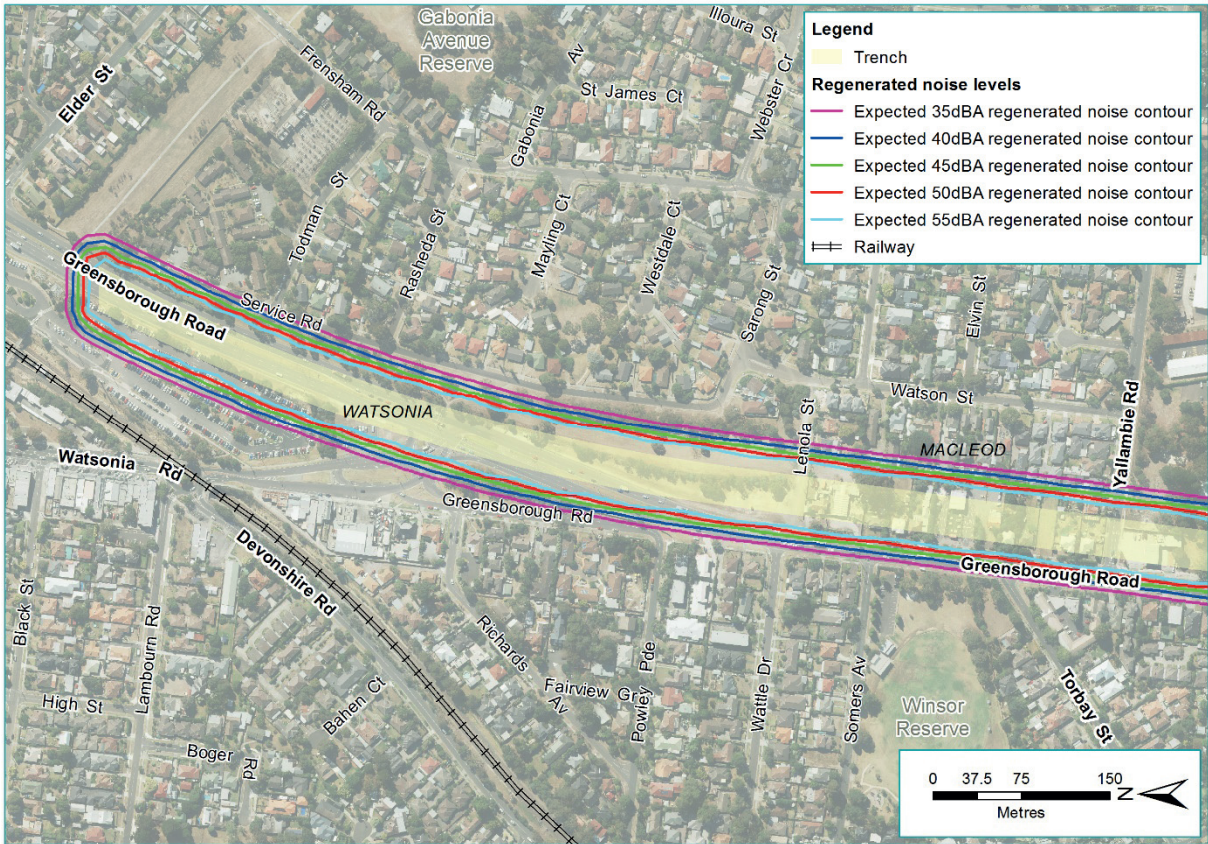 Illoura St
Gabonia
Avenue
Reserve
Av
Elder St
Frensham Rd
St James Ct
Webster Cr
Gabonia
Todman St
Rasheda St
Mayling Ct
Westdale Ct
Sarong St
Elvin St
Greensborough Road
Service Rd
Watson St
Yallambie Rd
WATSONIA
Lenola St
MACLEOD
Watsonia Rd
Greensborough Rd
Greensborough Road
Devonshire Rd
Black St
Lambourn Rd
Richards Av
Fairview Gr
Powley Pde
Wattle Dr
Somers Av
Winsor
Reserve
Torbay St
High St
Bahen Ct
Boger Rd
Legend
Trench
Regenerated noise levels
Expected 35dBA regenerated noise contour
Expected 40dBA regenerated noise contour
Expected 45dBA regenerated noise contour
Expected 50dBA regenerated noise contour
Expected 55dBA regenerated noise contour
Railway
0 37.5 75 150
Metres
N